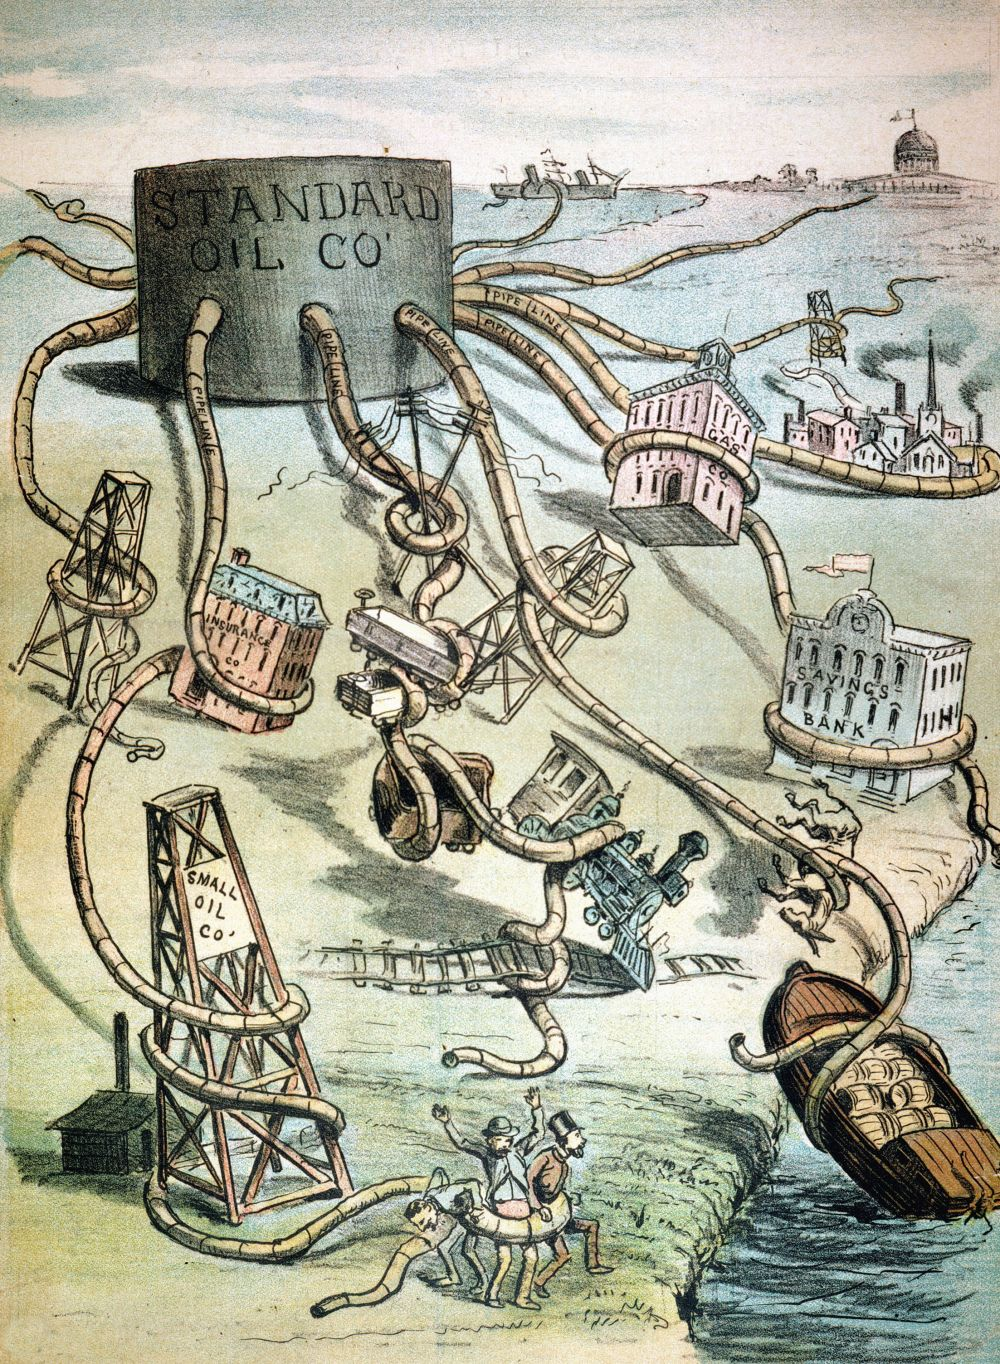 STANDARD
OIL CO'
PIPE LINE
PIPE LINE
PIPE LINE
PIPE LINE
PIPE LINE
GAS
CO
INSURANCE
CO
SAVINGS
BANK
SMALL
OIL
CO'